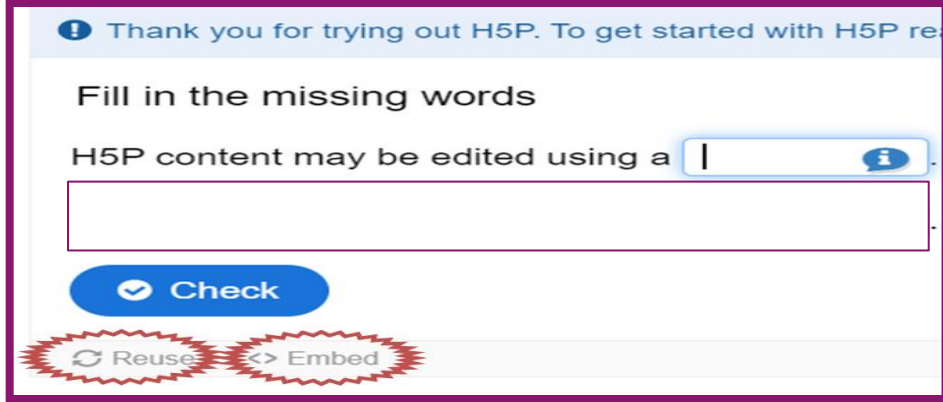 Thank you for trying out H5P. To get started with H5P
Fill in the missing words
H5P content may be edited using a .
.
Check
Reuse <> Embed